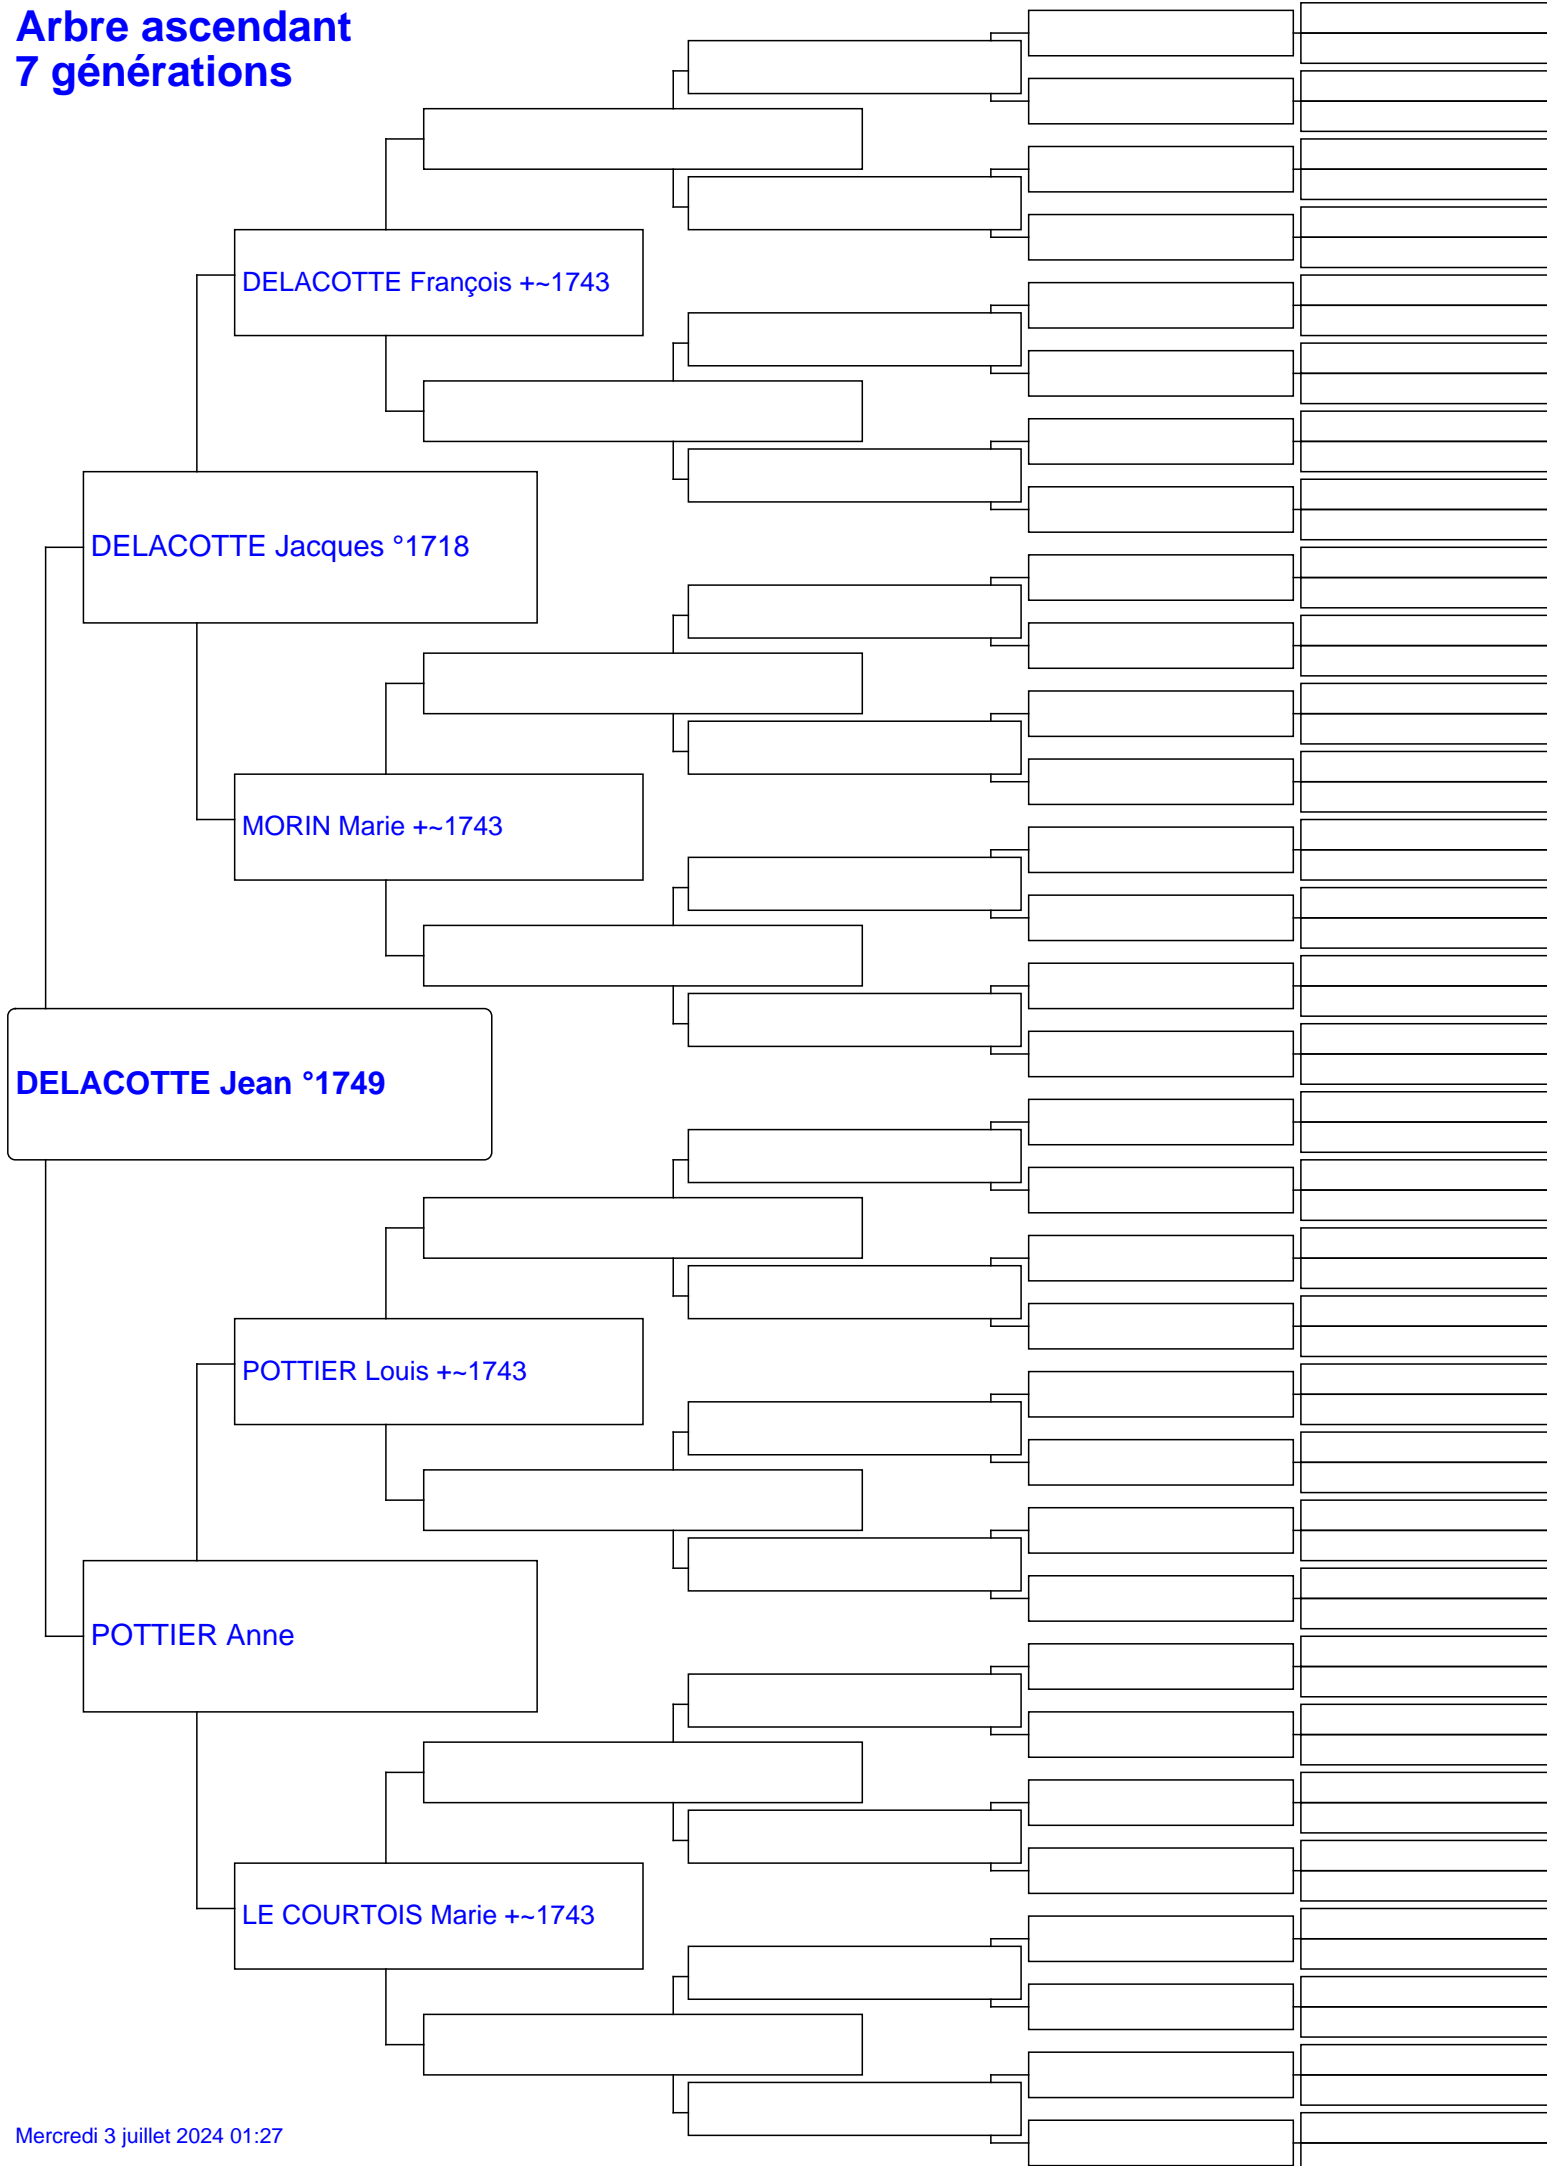 Arbre ascendant
7 générations
DELACOTTE François +~1743
DELACOTTE Jacques °1718
MORIN Marie +~1743
DELACOTTE Jean °1749
POTTIER Louis +~1743
POTTIER Anne
LE COURTOIS Marie +~1743
Mercredi 3 juillet 2024 01:27